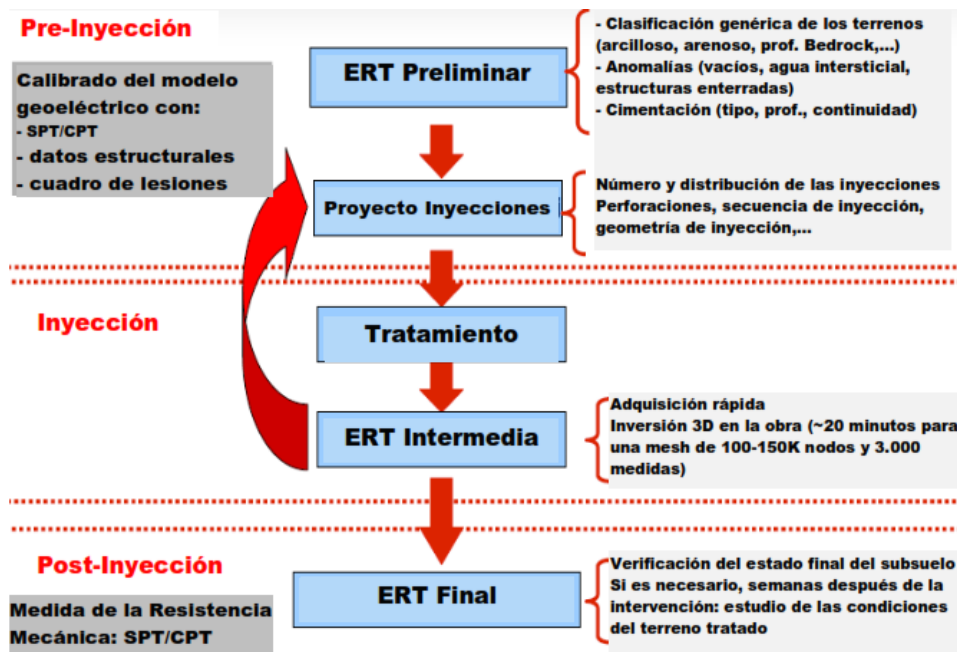 Pre-Inyección
Calibrado del modelo
geoeléctrico con:
- SPT/CPT
- datos estructurales
- cuadro de lesiones
ERT Preliminar
- Clasificación genérica de los terrenos
(arcilloso, arenoso, prof. Bedrock,...)
- Anomalías (vacíos, agua intersticial,
estructuras enterradas)
- Cimentación (tipo, prof., continuidad)
Proyecto Inyecciones
Número y distribución de las inyecciones
Perforaciones, secuencia de inyección,
geometría de inyección,...
Inyección
Tratamiento
ERT Intermedia
Adquisición rápida
Inversión 3D en la obra (~20 minutos para
una mesh de 100-150K nodos y 3.000
medidas)
Post-Inyección
Medida de la Resistencia
Mecánica: SPT/CPT
ERT Final
Verificación del estado final del subsuelo
Si es necesario, semanas después de la
intervención: estudio de las condiciones
del terreno tratado